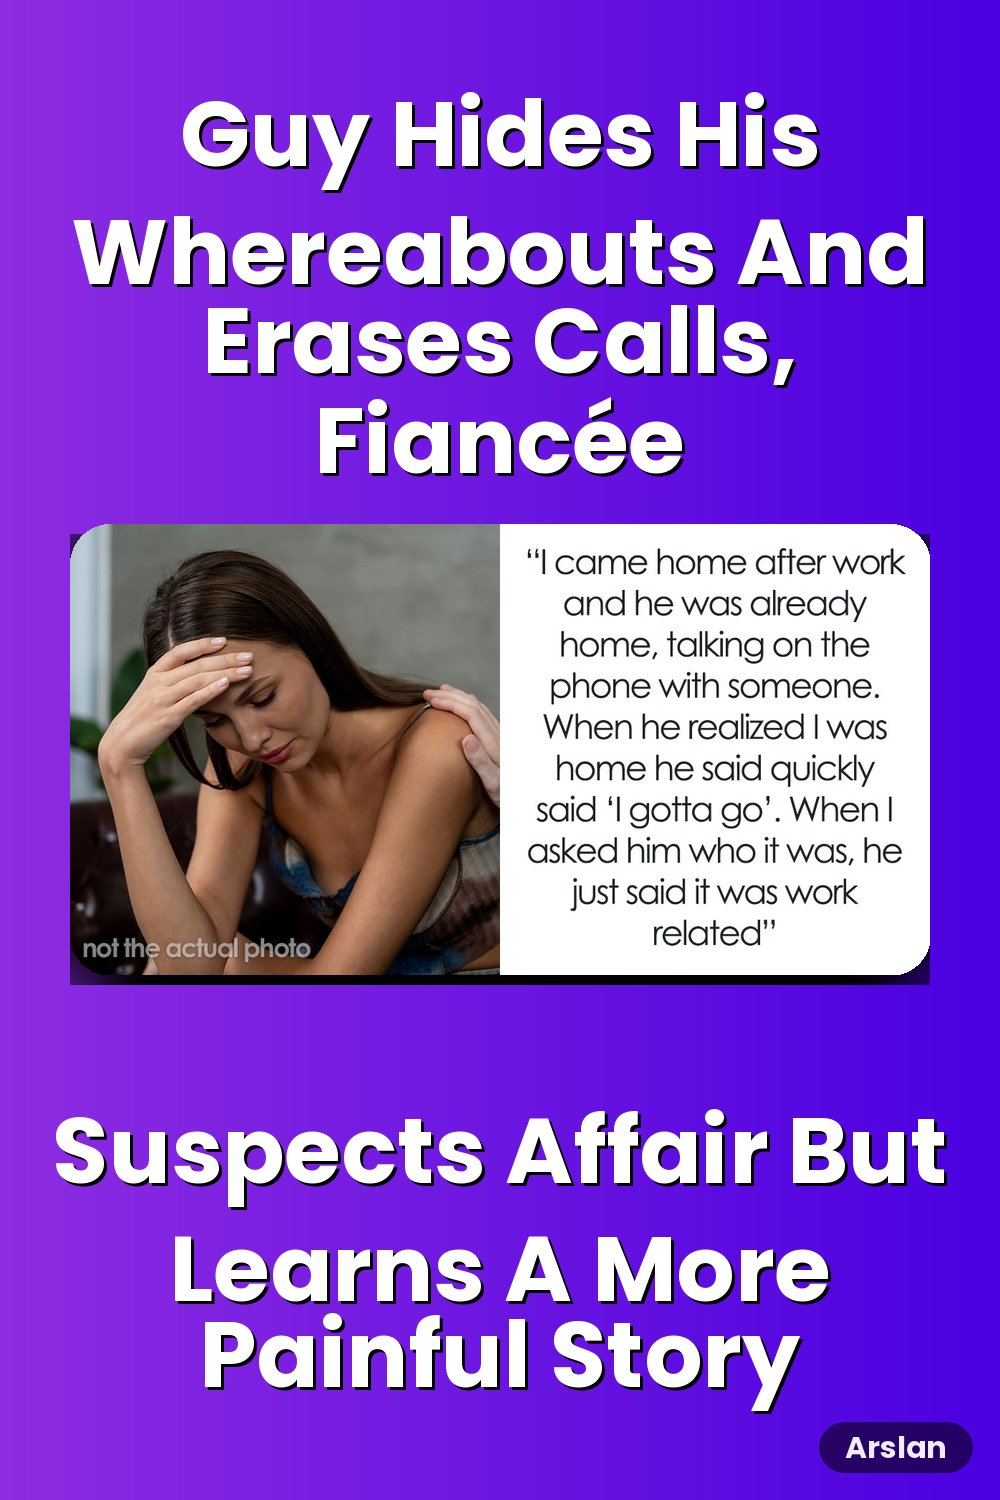 Guy Hides His
Whereabouts And
Erases Calls,
Fiancée
“I came home after work
and he was already
home, talking on the
phone with someone.
When he realized I was
home he said quickly
said ‘I gotta go’. When I
asked him who it was, he
just said it was work
related”
not the actual photo
Suspects Affair But
Learns A More
Painful Story
Arslan